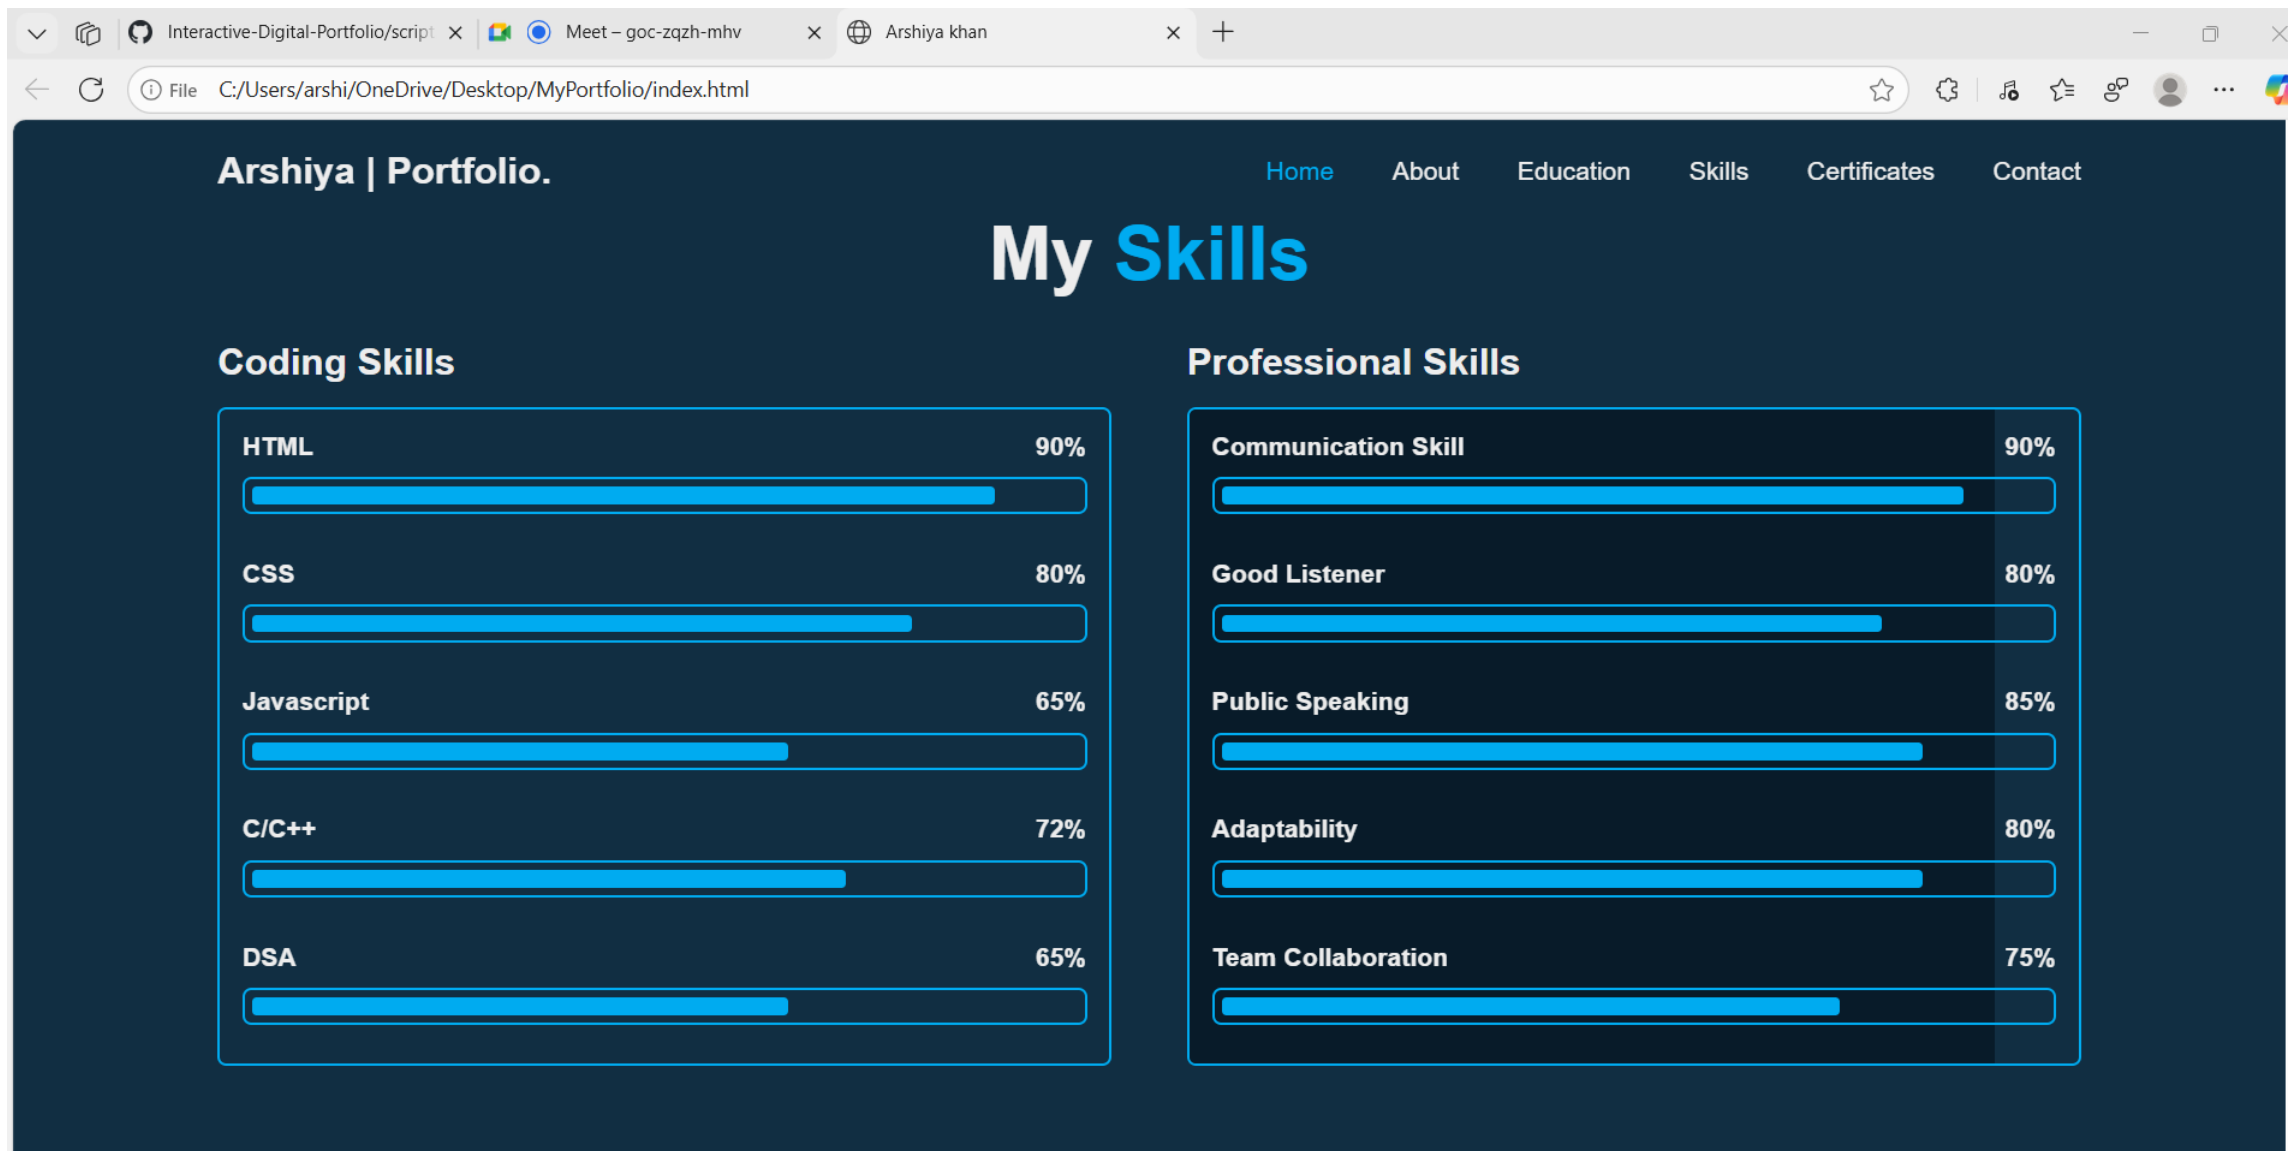 Interactive-Digital-Portfolio/script
Meet – goc-zqzh-mhv
Arshiya khan
File C:/Users/arshi/OneDrive/Desktop/MyPortfolio/index.html
Arshiya | Portfolio.
Home About Education Skills Certificates Contact
My Skills
Coding Skills
HTML 90%
CSS 80%
Javascript 65%
C/C++ 72%
DSA 65%
Professional Skills
Communication Skill 90%
Good Listener 80%
Public Speaking 85%
Adaptability 80%
Team Collaboration 75%